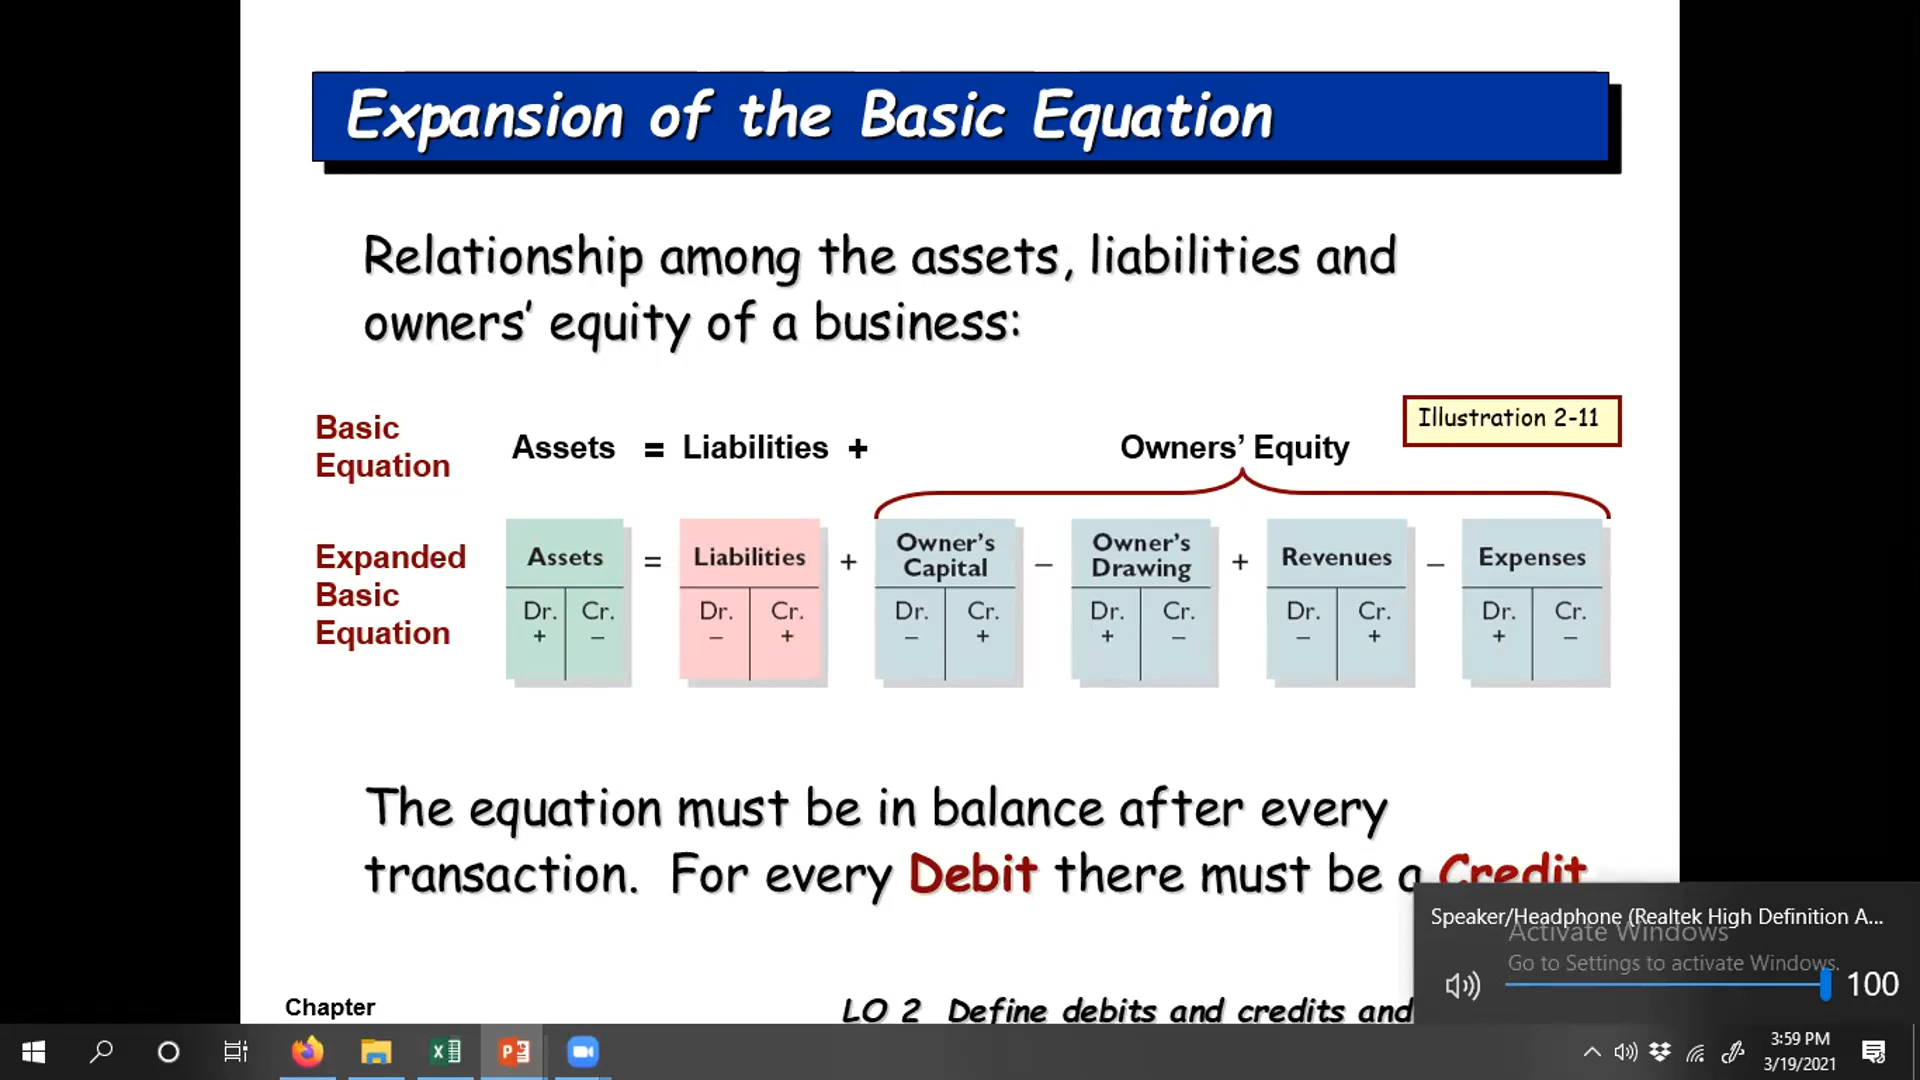 Expansion of the Basic Equation
Relationship among the assets, liabilities and
owners' equity of a business:
Illustration 2-11
Basic
Equation
Assets = Liabilities + Owners' Equity
Expanded
Basic
Equation
Assets = Liabilities + Owner's Capital – Owner's Drawing + Revenues – Expenses
Dr. Cr. Dr. Cr. Dr. Cr. Dr. Cr. Dr. Cr. Dr. Cr.
+ – – + – + + – – + + –
The equation must be in balance after every
transaction. For every Debit there must be a Credit
Speaker/Headphone (Realtek High Definition A...
Activate Windows
Go to Settings to activate Windows.
100
Chapter
LO 2 Define debits and credits and
3:59 PM
3/19/2021